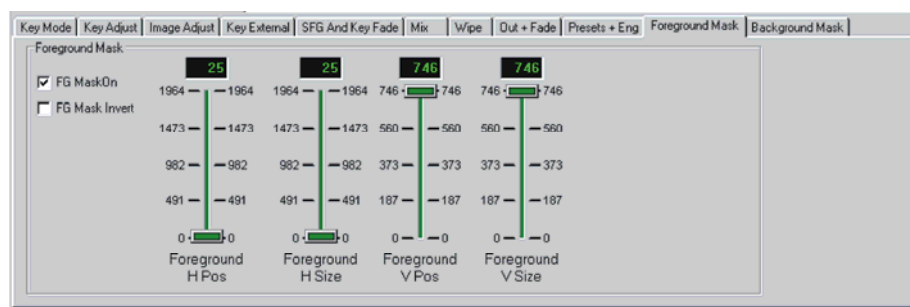 Key Mode Key Adjust Image Adjust Key External SFG And Key Fade Mix Wipe Out + Fade Presets + Eng Foreground Mask Background Mask
Foreground Mask
25 25 746 746
FG MaskOn
1964 1964 1964 1964 746 746 746 746
FG Mask Invert
1473 1473 1473 1473 560 560 560 560
982 982 982 982 373 373 373 373
491 491 491 491 187 187 187 187
0 0 0 0 0 0 0 0
Foreground H Pos
Foreground H Size
Foreground V Pos
Foreground V Size